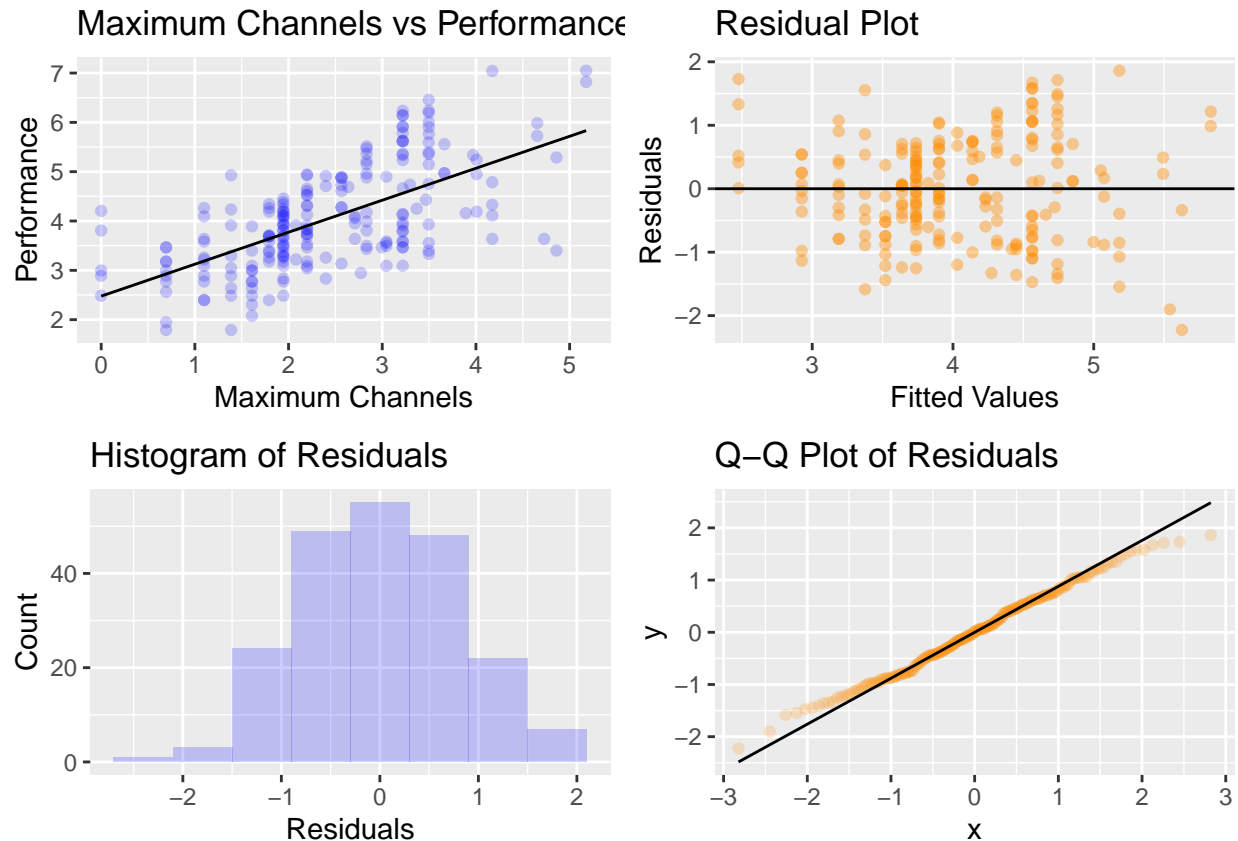 Maximum Channels vs Performance
7
6
5
4
3
2
Performance
0 1 2 3 4 5
Maximum Channels
Residual Plot
2
1
0
−1
−2
Residuals
3 4 5
Fitted Values
Histogram of Residuals
40
20
0
Count
−2 −1 0 1 2
Residuals
Q−Q Plot of Residuals
2
1
0
−1
−2
y
−3 −2 −1 0 1 2 3
x